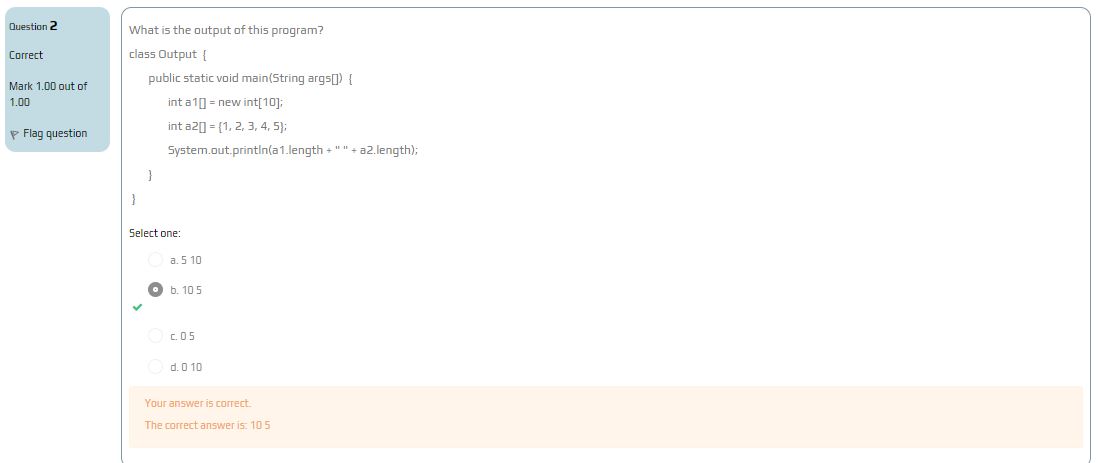 Question 2
Correct
Mark 1.00 out of
1.00
Flag question
What is the output of this program?
class Output {
public static void main(String args[]) {
int a1[] = new int[10];
int a2[] = {1, 2, 3, 4, 5};
System.out.println(a1.length + " " + a2.length);
}
}
Select one:
a. 5 10
b. 10 5
c. 0 5
d. 0 10
Your answer is correct.
The correct answer is: 10 5